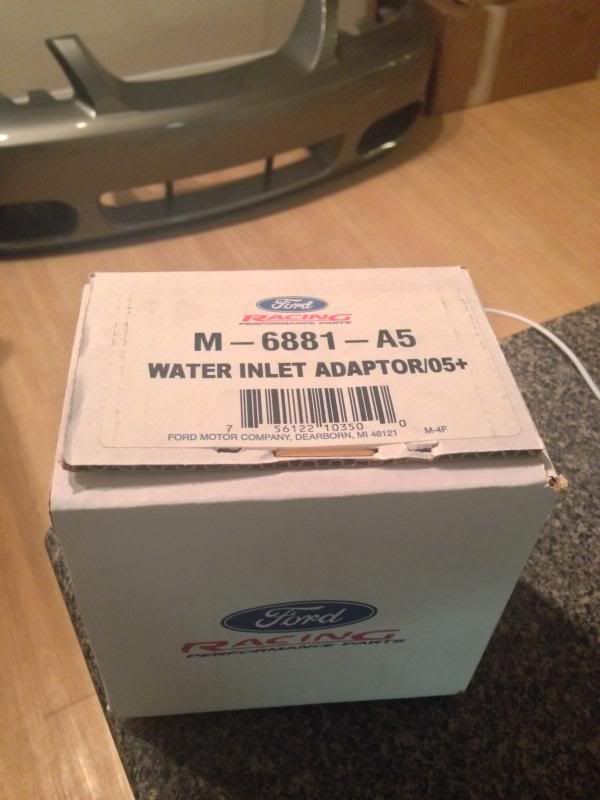 Ford
RACING
PERFORMANCE PARTS
M-6881-A5
WATER INLET ADAPTOR/05+
7 56122 10350 0
FORD MOTOR COMPANY, DEARBORN, MI 48121 M-4F
Ford
RACING
PERFORMANCE PARTS